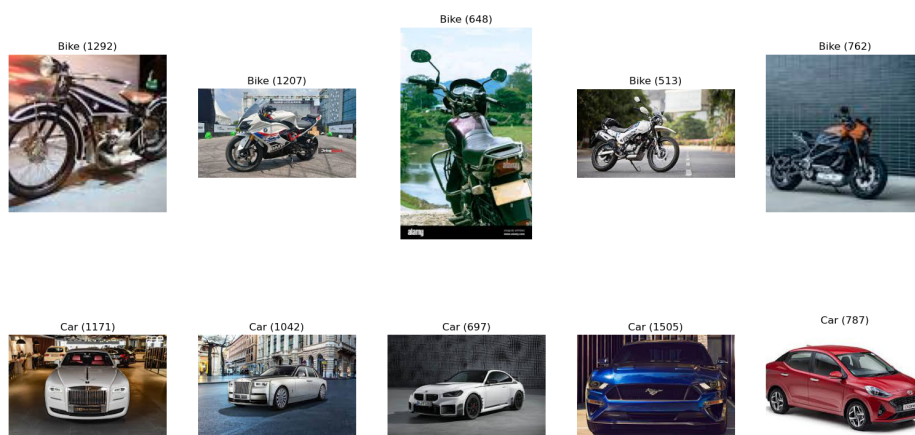 Bike (648)
Bike (1292)
Bike (762)
Bike (1207)
Bike (513)
alamy
Car (787)
Car (1171)
Car (1042)
Car (697)
Car (1505)